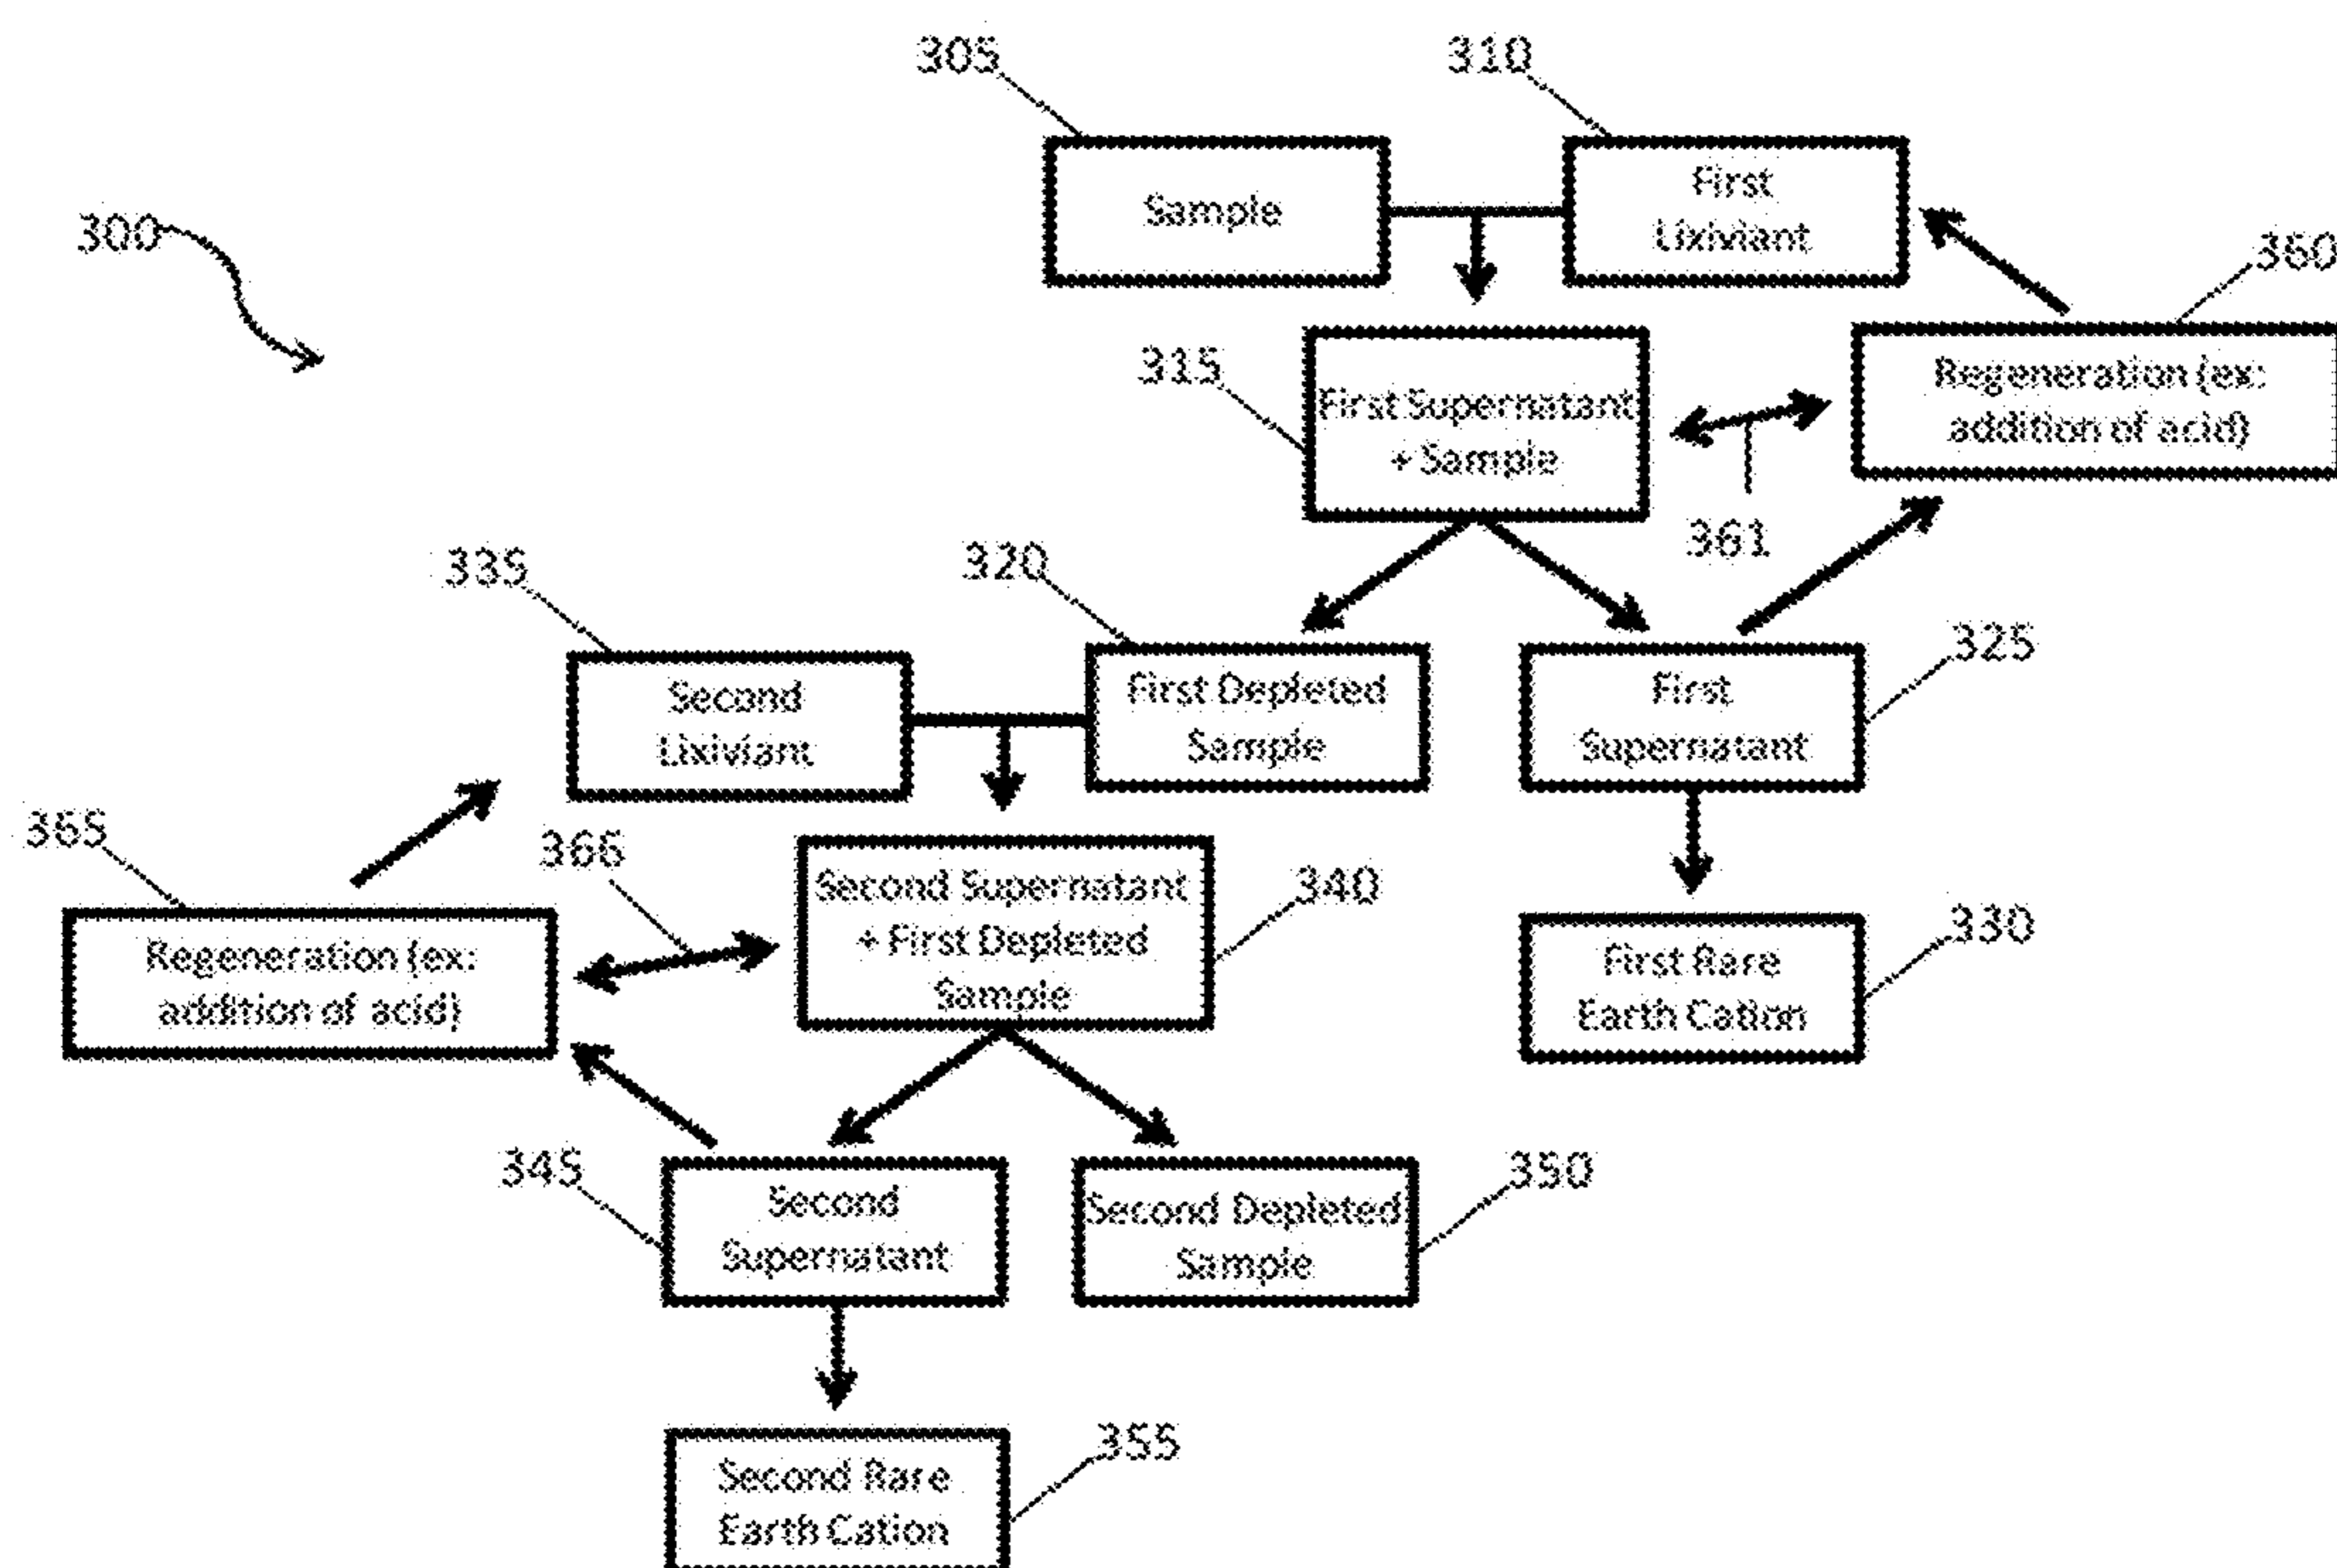 305
310
Sample
First
Lixiviant
300
360
315
First Supernatant
+ Sample
Regeneration (ex:
addition of acid)
361
335
320
325
Second
Lixiviant
First Depleted
Sample
First
Supernatant
365
366
340
330
Second Supernatant
+ First Depleted
Sample
Regeneration (ex:
addition of acid)
First Rare
Earth Cation
345
350
Second
Supernatant
Second Depleted
Sample
355
Second Rare
Earth Cation